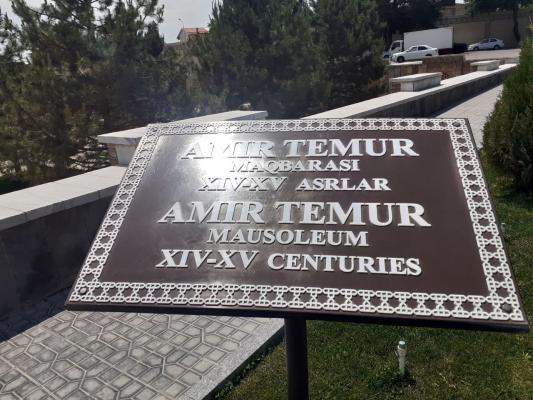 AMIR TEMUR
MAQBARASI
XIV-XV ASRLAR
AMIR TEMUR
MAUSOLEUM
XIV-XV CENTURIES